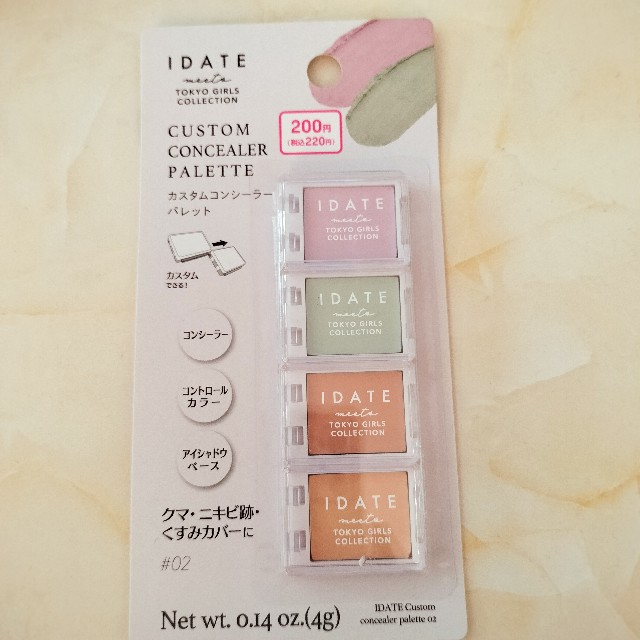 IDATE
meets
TOKYO GIRLS
COLLECTION
200円
(税込220円)
CUSTOM
CONCEALER
PALETTE
カスタムコンシーラー
パレット
カスタム
できる!
コンシーラー
コントロール
カラー
アイシャドウ
ベース
クマ・ニキビ跡・
くすみカバーに
#02
IDATE
meets
TOKYO GIRLS
COLLECTION
IDATE
meets
TOKYO GIRLS
COLLECTION
IDATE
meets
TOKYO GIRLS
COLLECTION
IDATE
meets
TOKYO GIRLS
COLLECTION
Net wt. 0.14 oz.(4g)
IDATE Custom
concealer palette 02